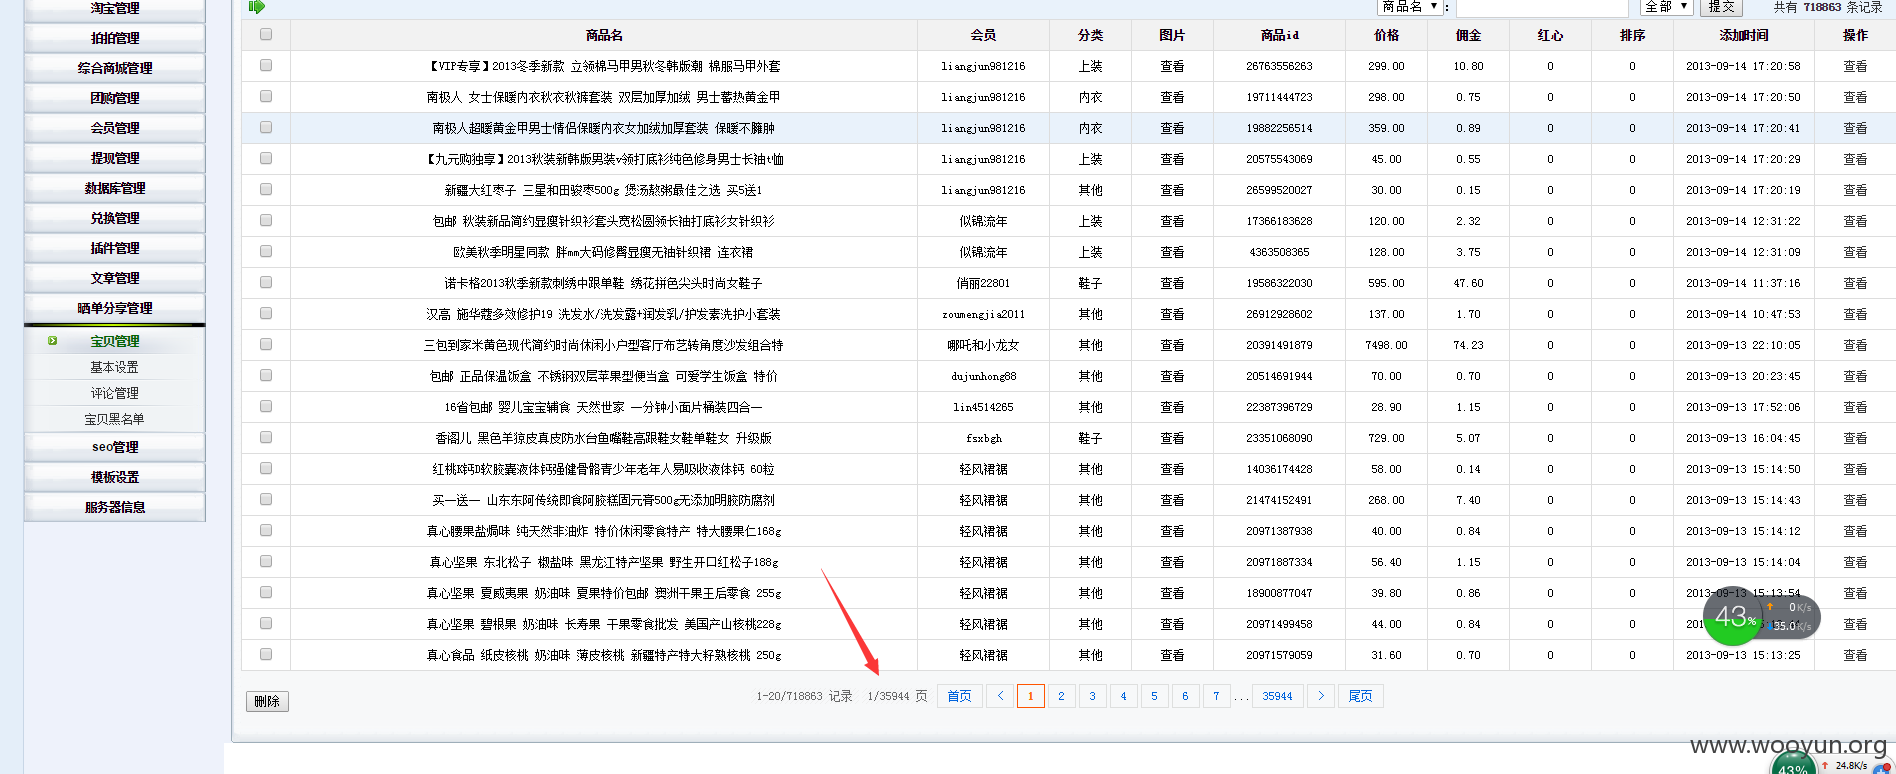 淘宝管理
拍拍管理
综合商城管理
团购管理
会员管理
提现管理
数据库管理
兑换管理
插件管理
文章管理
晒单分享管理
宝贝管理
基本设置
评论管理
宝贝黑名单
seo管理
模板设置
服务器信息
商品名 ▼ : 全部 ▼ 提交 共有 718863 条记录
商品名 会员 分类 图片 商品id 价格 佣金 红心 排序 添加时间 操作
【VIP专享】2013冬季新款 立领棉马甲男秋冬韩版潮 棉服马甲外套 liangjun981216 上装 查看 26763556263 299.00 10.80 0 0 2013-09-14 17:20:58 查看
南极人 女士保暖内衣秋衣秋裤套装 双层加厚加绒 男士蓄热黄金甲 liangjun981216 内衣 查看 19711444723 298.00 0.75 0 0 2013-09-14 17:20:50 查看
南极人超暖黄金甲男士情侣保暖内衣女加绒加厚套装 保暖不臃肿 liangjun981216 内衣 查看 19882256514 359.00 0.89 0 0 2013-09-14 17:20:41 查看
【九元购独享】2013秋装新韩版男装v领打底衫纯色修身男士长袖t恤 liangjun981216 上装 查看 20575543069 45.00 0.55 0 0 2013-09-14 17:20:29 查看
新疆大红枣子 三星和田骏枣500g 煲汤熬粥最佳之选 买5送1 liangjun981216 其他 查看 26599520027 30.00 0.15 0 0 2013-09-14 17:20:19 查看
包邮 秋装新品简约显瘦针织衫套头宽松圆领长袖打底衫女针织衫 似锦流年 上装 查看 17366183628 120.00 2.32 0 0 2013-09-14 12:31:22 查看
欧美秋季明星同款 胖mm大码修臀显瘦无袖针织裙 连衣裙 似锦流年 上装 查看 4363508365 128.00 3.75 0 0 2013-09-14 12:31:09 查看
诺卡格2013秋季新款刺绣中跟单鞋 绣花拼色尖头时尚女鞋子 俏丽22801 鞋子 查看 19586322030 595.00 47.60 0 0 2013-09-14 11:37:16 查看
汉高 施华蔻多效修护19 洗发水/洗发露+润发乳/护发素洗护小套装 zoumengjia2011 其他 查看 26912928602 137.00 1.70 0 0 2013-09-14 10:47:53 查看
三包到家米黄色现代简约时尚休闲小户型客厅布艺转角度沙发组合特 哪吒和小龙女 其他 查看 20391491879 7498.00 74.23 0 0 2013-09-13 22:10:05 查看
包邮 正品保温饭盒 不锈钢双层苹果型便当盒 可爱学生饭盒 特价 dujunhong88 其他 查看 20514691944 70.00 0.70 0 0 2013-09-13 20:23:45 查看
16省包邮 婴儿宝宝辅食 天然世家 一分钟小面片桶装四合一 lin4514265 其他 查看 22387396729 28.90 1.15 0 0 2013-09-13 17:52:06 查看
香阁儿 黑色羊猄皮真皮防水台鱼嘴鞋高跟鞋女鞋单鞋女 升级版 fsxbgh 鞋子 查看 23351068090 729.00 5.07 0 0 2013-09-13 16:04:45 查看
红桃K钙D软胶囊液体钙强健骨骼青少年老年人易吸收液体钙 60粒 轻风裙裾 其他 查看 14036174428 58.00 0.14 0 0 2013-09-13 15:14:50 查看
买一送一 山东东阿传统即食阿胶糕固元膏500g无添加明胶防腐剂 轻风裙裾 其他 查看 21474152491 268.00 7.40 0 0 2013-09-13 15:14:43 查看
真心腰果盐焗味 纯天然非油炸 特价休闲零食特产 特大腰果仁168g 轻风裙裾 其他 查看 20971387938 40.00 0.84 0 0 2013-09-13 15:14:12 查看
真心坚果 东北松子 椒盐味 黑龙江特产坚果 野生开口红松子188g 轻风裙裾 其他 查看 20971887334 56.40 1.15 0 0 2013-09-13 15:14:04 查看
真心坚果 夏威夷果 奶油味 夏果特价包邮 澳洲干果王后零食 255g 轻风裙裾 其他 查看 18900877047 39.80 0.86 0 0 2013-09-13 15:13:54 查看
真心坚果 碧根果 奶油味 长寿果 干果零食批发 美国产山核桃228g 轻风裙裾 其他 查看 20971499458 44.00 0.84 0 0 查看
真心食品 纸皮核桃 奶油味 薄皮核桃 新疆特产特大籽熟核桃 250g 轻风裙裾 其他 查看 20971579059 31.60 0.70 0 0 2013-09-13 15:13:25 查看
43% 0K/s
35.0K/s
删除 1-20/718863 记录 1/35944 页 首页 < 1 2 3 4 5 6 7 ... 35944 > 尾页
www.wooyun.org
43% 24.8K/s